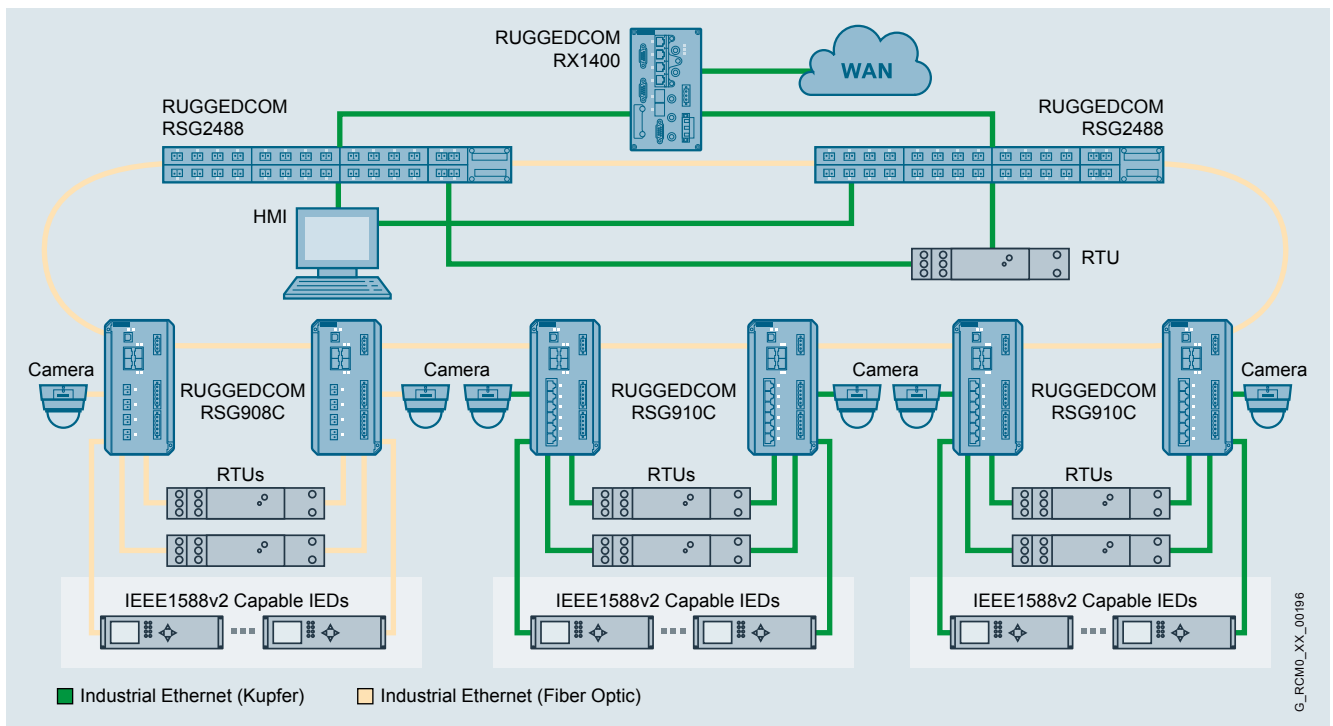 RUGGEDCOM
RX1400
WAN
RUGGEDCOM
RSG2488
RUGGEDCOM
RSG2488
HMI
RTU
Camera
RUGGEDCOM
RSG908C
Camera
RUGGEDCOM
RSG910C
Camera
RUGGEDCOM
RSG910C
Camera
RTUs
RTUs
RTUs
IEEE1588v2 Capable IEDs
IEEE1588v2 Capable IEDs
IEEE1588v2 Capable IEDs
Industrial Ethernet (Kupfer)
Industrial Ethernet (Fiber Optic)
G_RCM0_XX_00196